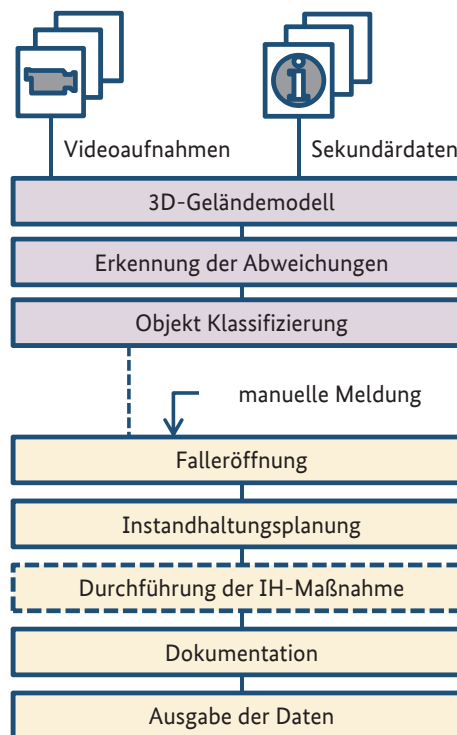 Videoaufnahmen
Sekundärdaten
3D-Geländemodell
Erkennung der Abweichungen
Objekt Klassifizierung
manuelle Meldung
Falleröffnung
Instandhaltungsplanung
Durchführung der IH-Maßnahme
Dokumentation
Ausgabe der Daten